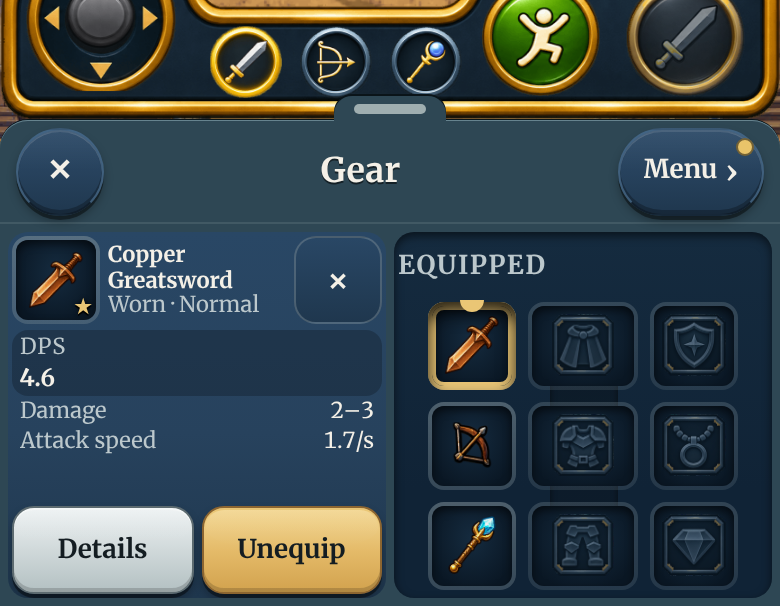 Gear
Menu ›
Copper
Greatsword
Worn · Normal
EQUIPPED
DPS
4.6
Damage 2–3
Attack speed 1.7/s
Details
Unequip